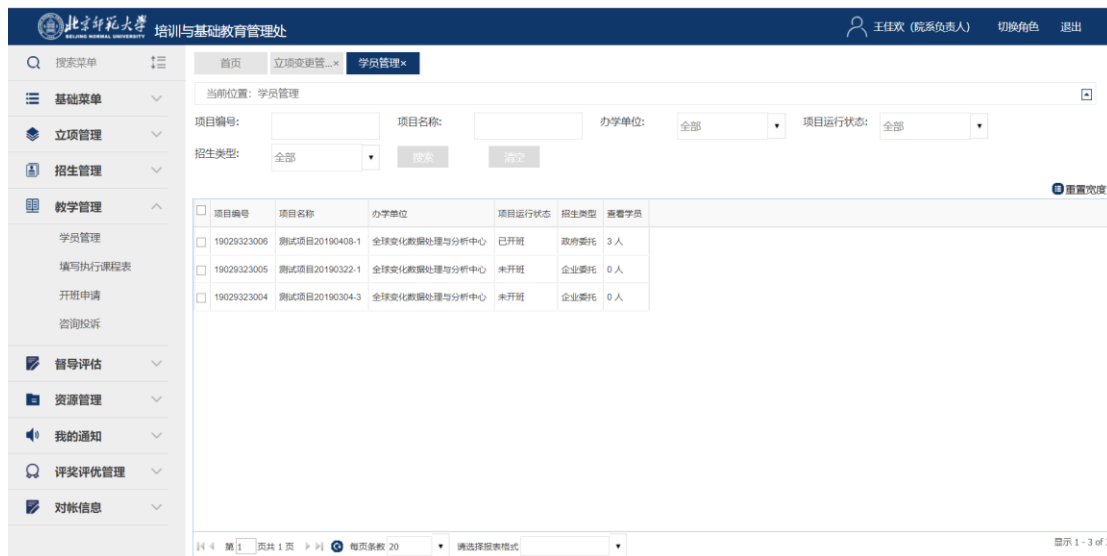 北京师范大学 培训与基础教育管理处 王佳欢（院系负责人） 切换角色 退出
BEIJING NORMAL UNIVERSITY
搜索菜单
基础菜单
立项管理
招生管理
教学管理
学员管理
填写执行课程表
开班申请
咨询投诉
督导评估
资源管理
我的通知
评奖评优管理
对帐信息
首页 立项变更管...× 学员管理×
当前位置：学员管理
项目编号: 项目名称: 办学单位: 全部 项目运行状态: 全部
招生类型: 全部 搜索 清空
重置宽度
项目编号 项目名称 办学单位 项目运行状态 招生类型 查看学员
19029323006 测试项目20190408-1 全球变化数据处理与分析中心 已开班 政府委托 3 人
19029323005 测试项目20190322-1 全球变化数据处理与分析中心 未开班 企业委托 0 人
19029323004 测试项目20190304-3 全球变化数据处理与分析中心 未开班 企业委托 0 人
第 1 页共 1 页 每页条数 20 请选择报表格式 显示 1 - 3 of